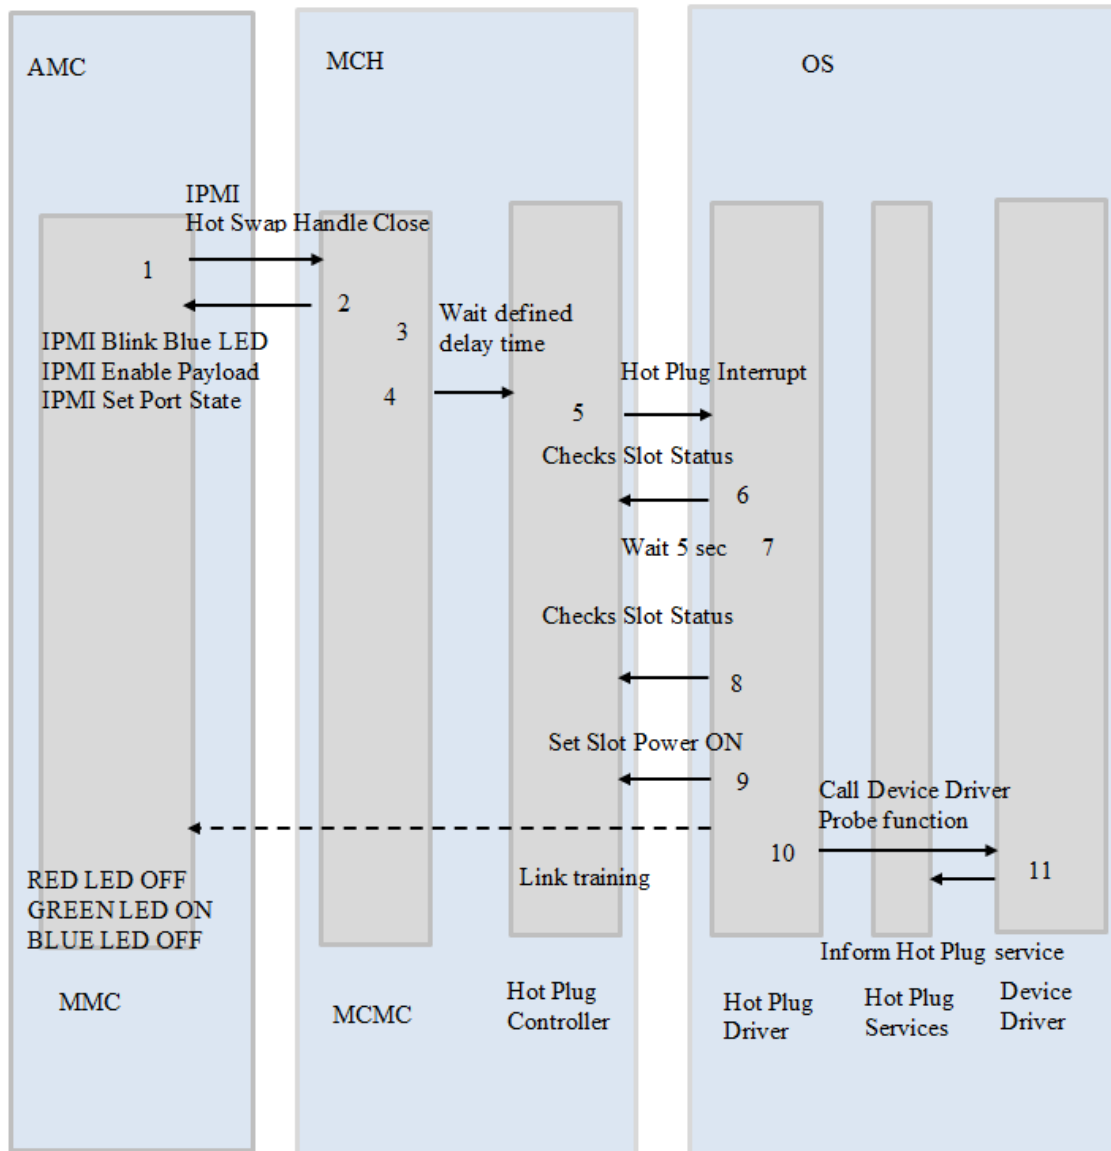 AMC
MCH
OS
IPMI
Hot Swap Handle Close
1
2
3
Wait defined
delay time
IPMI Blink Blue LED
IPMI Enable Payload
IPMI Set Port State
4
Hot Plug Interrupt
5
Checks Slot Status
6
Wait 5 sec
7
Checks Slot Status
8
Set Slot Power ON
9
Call Device Driver
Probe function
10
11
Link training
RED LED OFF
GREEN LED ON
BLUE LED OFF
Inform Hot Plug service
MMC
MCMC
Hot Plug
Controller
Hot Plug
Driver
Hot Plug
Services
Device
Driver